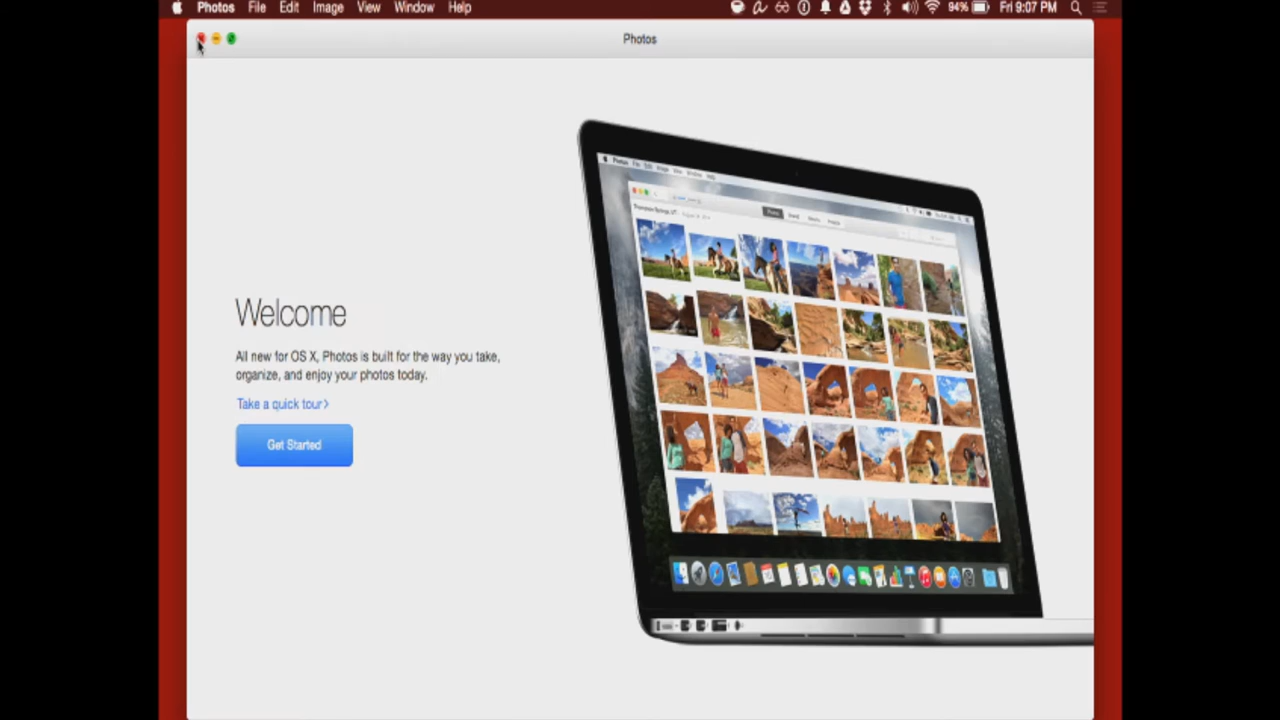 Photos File Edit Image View Window Help 94% Fri 9:07 PM
Photos
Welcome
All new for OS X, Photos is built for the way you take,
organize, and enjoy your photos today.
Take a quick tour>
Get Started